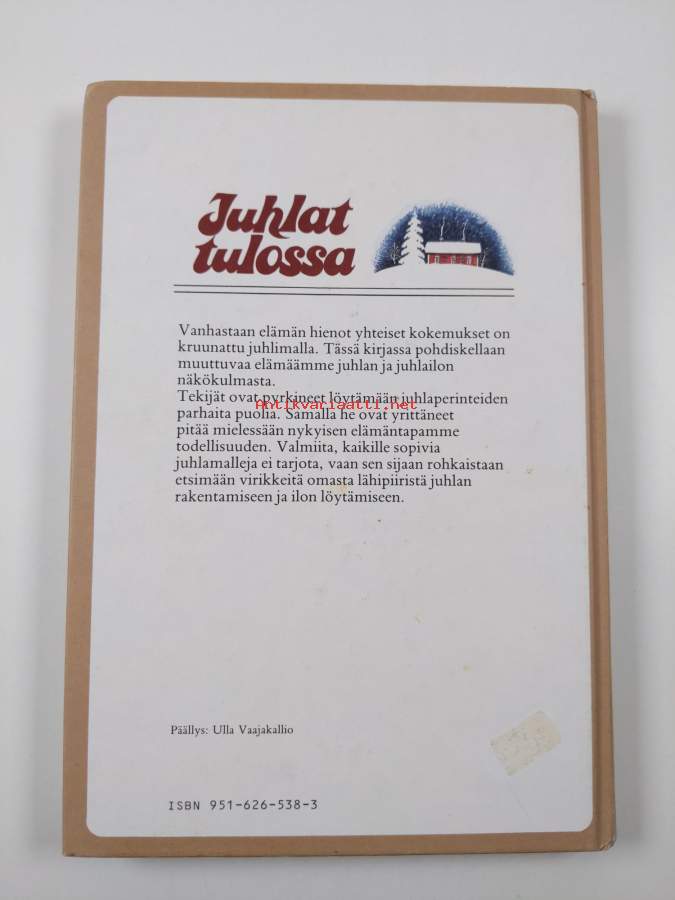 Juhlat
tulossa
Vanhastaan elämän hienot yhteiset kokemukset on
kruunattu juhlimalla. Tässä kirjassa pohdiskellaan
muuttuvaa elämäämme juhlan ja juhlailon
näkökulmasta.
Tekijät ovat pyrkineet löytämään juhlaperinteiden
Antikvariaatti.net
parhaita puolia. Samalla he ovat yrittäneet
pitää mielessään nykyisen elämäntapamme
todellisuuden. Valmiita, kaikille sopivia
juhlamalleja ei tarjota, vaan sen sijaan rohkaistaan
etsimään virikkeitä omasta lähipiiristä juhlan
rakentamiseen ja ilon löytämiseen.
Päällys: Ulla Vaajakallio
ISBN 951-626-538-3